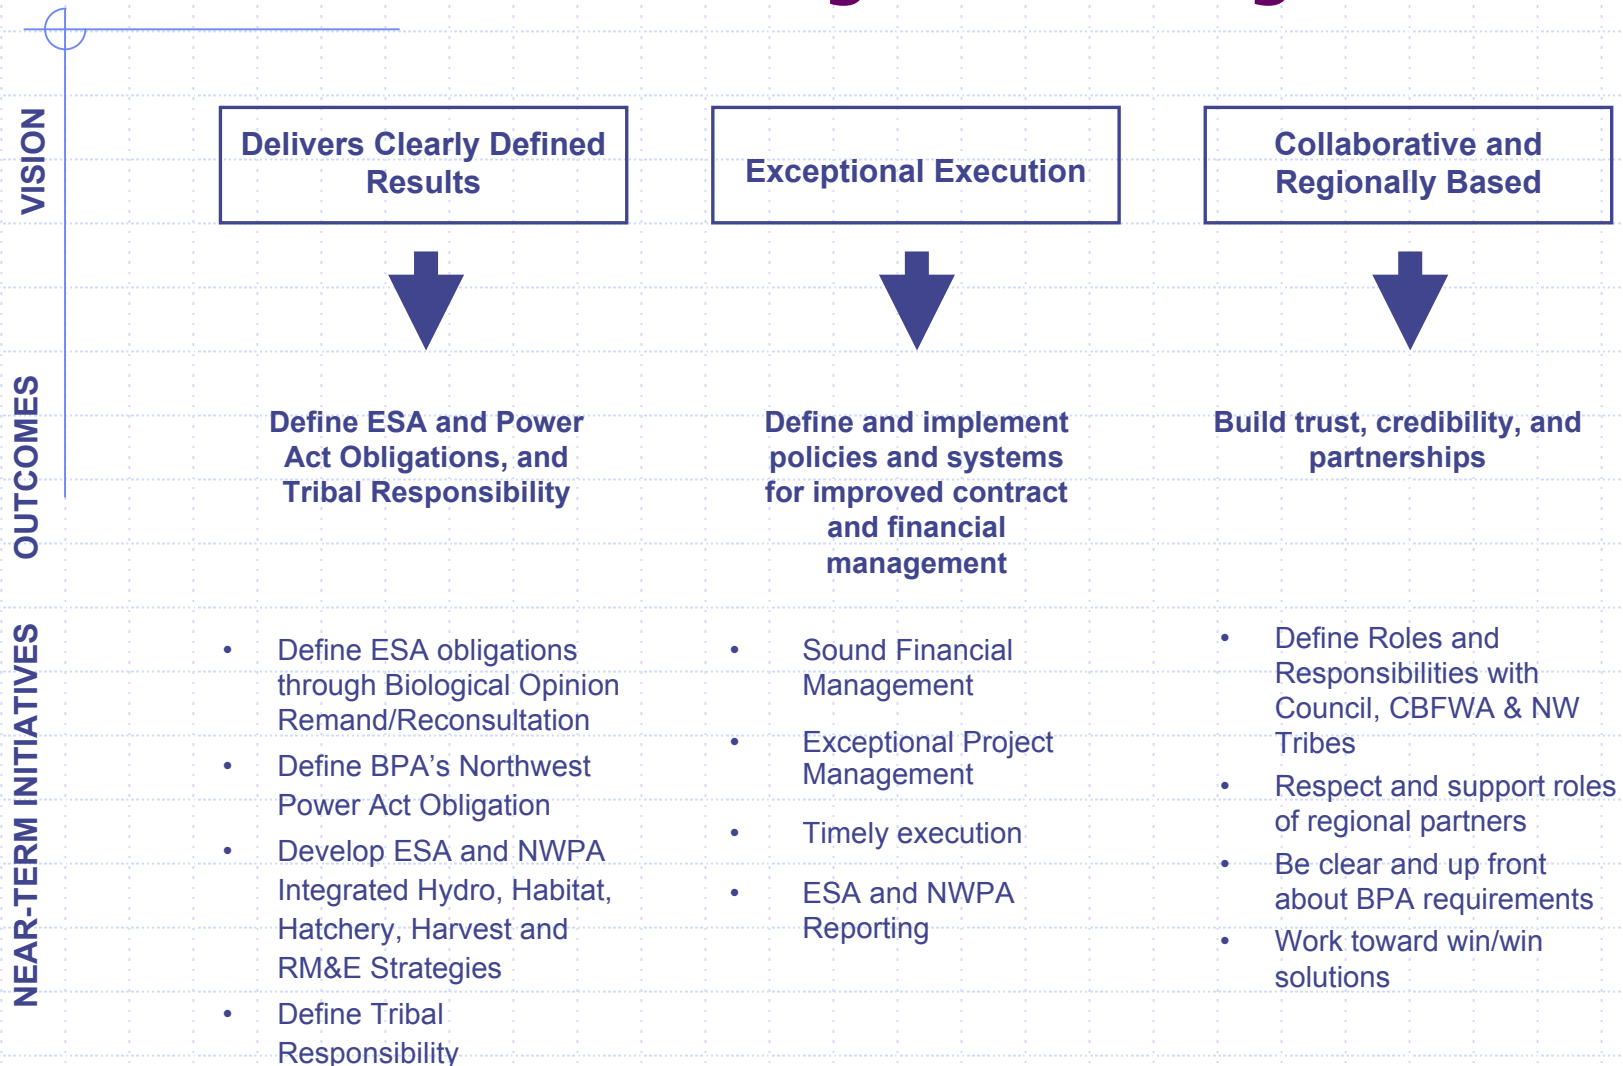 VISION
Delivers Clearly Defined
Results
Exceptional Execution
Collaborative and
Regionally Based
OUTCOMES
Define ESA and Power
Act Obligations, and
Tribal Responsibility
Define and implement
policies and systems
for improved contract
and financial
management
Build trust, credibility, and
partnerships
NEAR-TERM INITIATIVES
• Define ESA obligations
through Biological Opinion
Remand/Reconsultation
• Define BPA's Northwest
Power Act Obligation
• Develop ESA and NWPA
Integrated Hydro, Habitat,
Hatchery, Harvest and
RM&E Strategies
• Define Tribal
Responsibility
• Sound Financial
Management
• Exceptional Project
Management
• Timely execution
• ESA and NWPA
Reporting
• Define Roles and
Responsibilities with
Council, CBFWA & NW
Tribes
• Respect and support roles
of regional partners
• Be clear and up front
about BPA requirements
• Work toward win/win
solutions